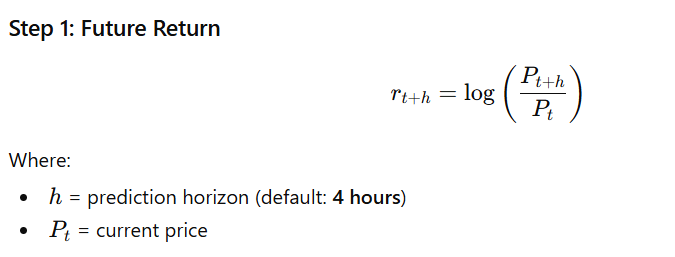 Step 1: Future Return
r_{t+h} = log(P_{t+h}/P_t)
Where:
• h = prediction horizon (default: 4 hours)
• P_t = current price